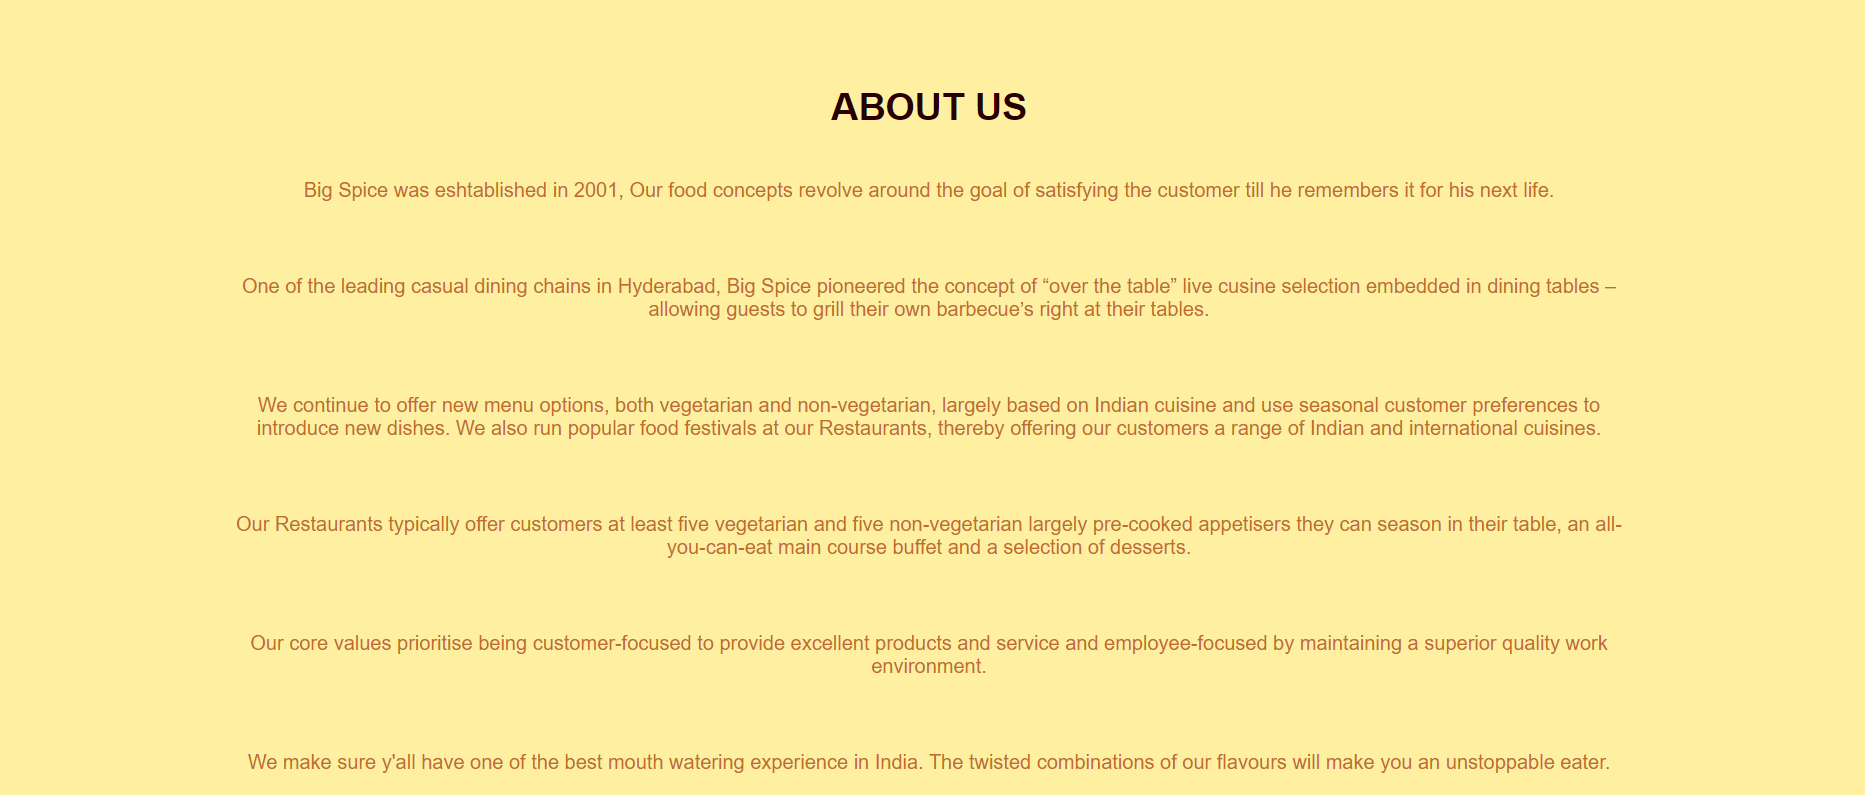 ABOUT US
Big Spice was eshtablished in 2001, Our food concepts revolve around the goal of satisfying the customer till he remembers it for his next life.
One of the leading casual dining chains in Hyderabad, Big Spice pioneered the concept of “over the table” live cusine selection embedded in dining tables –
allowing guests to grill their own barbecue’s right at their tables.
We continue to offer new menu options, both vegetarian and non-vegetarian, largely based on Indian cuisine and use seasonal customer preferences to
introduce new dishes. We also run popular food festivals at our Restaurants, thereby offering our customers a range of Indian and international cuisines.
Our Restaurants typically offer customers at least five vegetarian and five non-vegetarian largely pre-cooked appetisers they can season in their table, an all-
you-can-eat main course buffet and a selection of desserts.
Our core values prioritise being customer-focused to provide excellent products and service and employee-focused by maintaining a superior quality work
environment.
We make sure y'all have one of the best mouth watering experience in India. The twisted combinations of our flavours will make you an unstoppable eater.